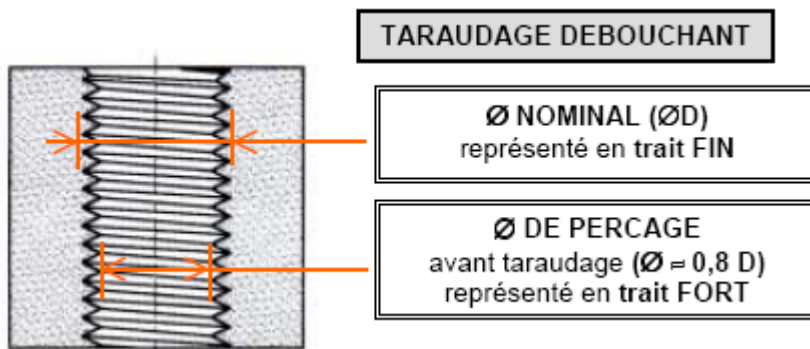 TARAUDAGE DEBOUCHANT
Ø NOMINAL (ØD)
représenté en trait FIN
Ø DE PERCAGE
avant taraudage (Ø = 0,8 D)
représenté en trait FORT